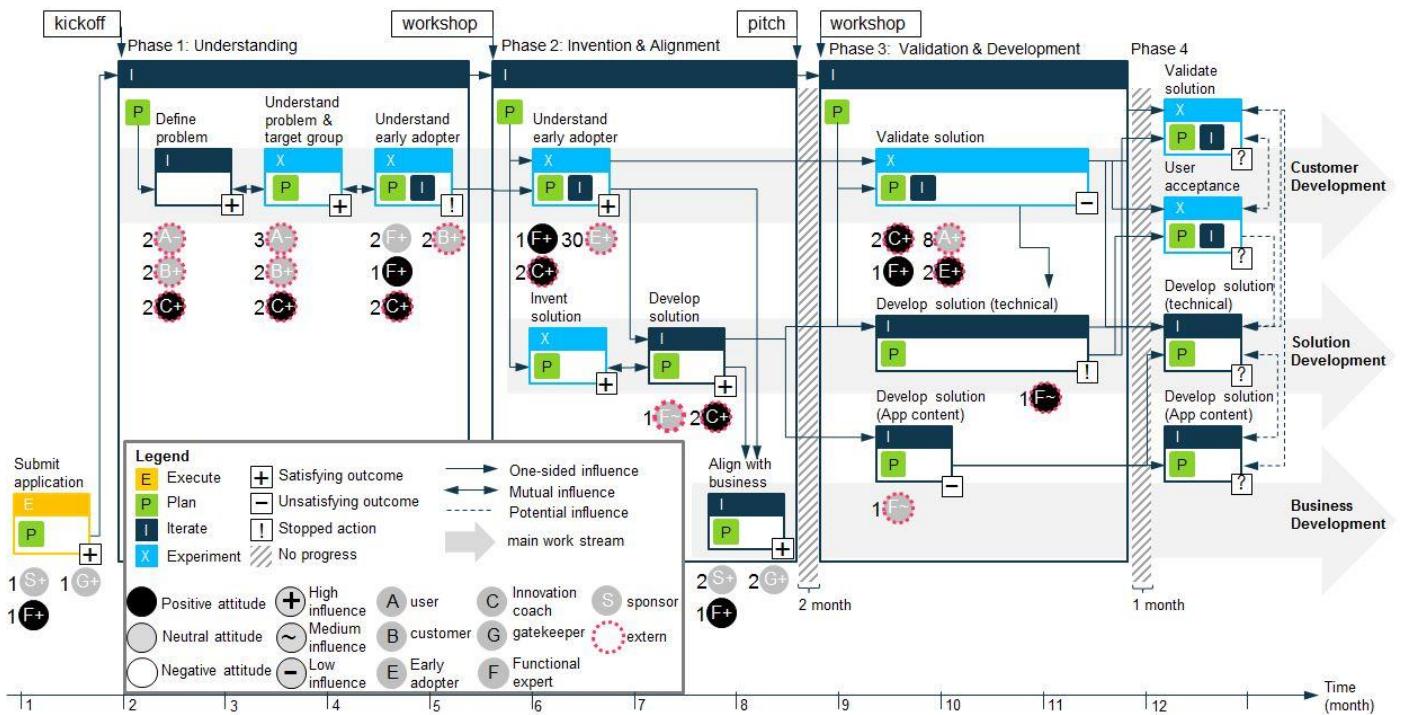 kickoff
workshop
pitch
workshop
Phase 1: Understanding
Phase 2: Invention & Alignment
Phase 3: Validation & Development
Phase 4
I
I
I
Validate
solution
X
P I
?
P
Define
problem
I
+
Understand
problem &
target group
X
P
+
Understand
early adopter
X
P I
!
P
Understand
early adopter
X
P I
+
P
Validate solution
X
P I
−
User
acceptance
X
P I
?
Customer
Development
2 A−
2 B+
2 C+
3 A−
2 B+
2 C+
2 F+ 2 B+
1 F+
2 C+
1 F+ 30 E+
2 C+
2 C+ 8 A+
1 F+ 2 E+
Invent
solution
X
P
+
Develop
solution
I
P
+
1 F~ 2 C+
Develop solution (technical)
I
P
!
1 F~
Develop solution
(technical)
I
P
?
Solution
Development
Develop solution
(App content)
I
P
−
1 F~
Develop solution
(App content)
I
P
?
Business
Development
Submit
application
E
P
+
1 S+ 1 G+
1 F+
Align with
business
I
P
+
2 S+ 2 G+
1 F+
2 month
1 month
Legend
E Execute
P Plan
I Iterate
X Experiment
+ Satisfying outcome
− Unsatisfying outcome
! Stopped action
No progress
One-sided influence
Mutual influence
Potential influence
main work stream
Positive attitude
Neutral attitude
Negative attitude
+ High
influence
~ Medium
influence
− Low
influence
A user
B customer
E Early
adopter
C Innovation
coach
G gatekeeper
F Functional
expert
S sponsor
extern
1 2 3 4 5 6 7 8 9 10 11 12
Time
(month)